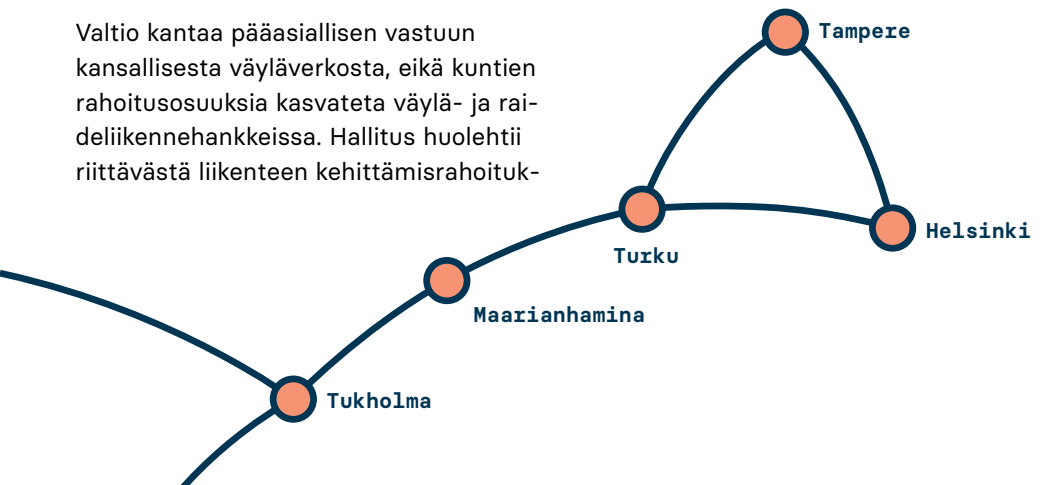 Valtio kantaa pääasiallisen vastuun
kansallisesta väyläverkosta, eikä kuntien
rahoitusosuuksia kasvateta väylä- ja rai-
deliikennehankkeissa. Hallitus huolehtii
riittävästä liikenteen kehittämisrahoituk-
Tampere
Helsinki
Turku
Maarianhamina
Tukholma